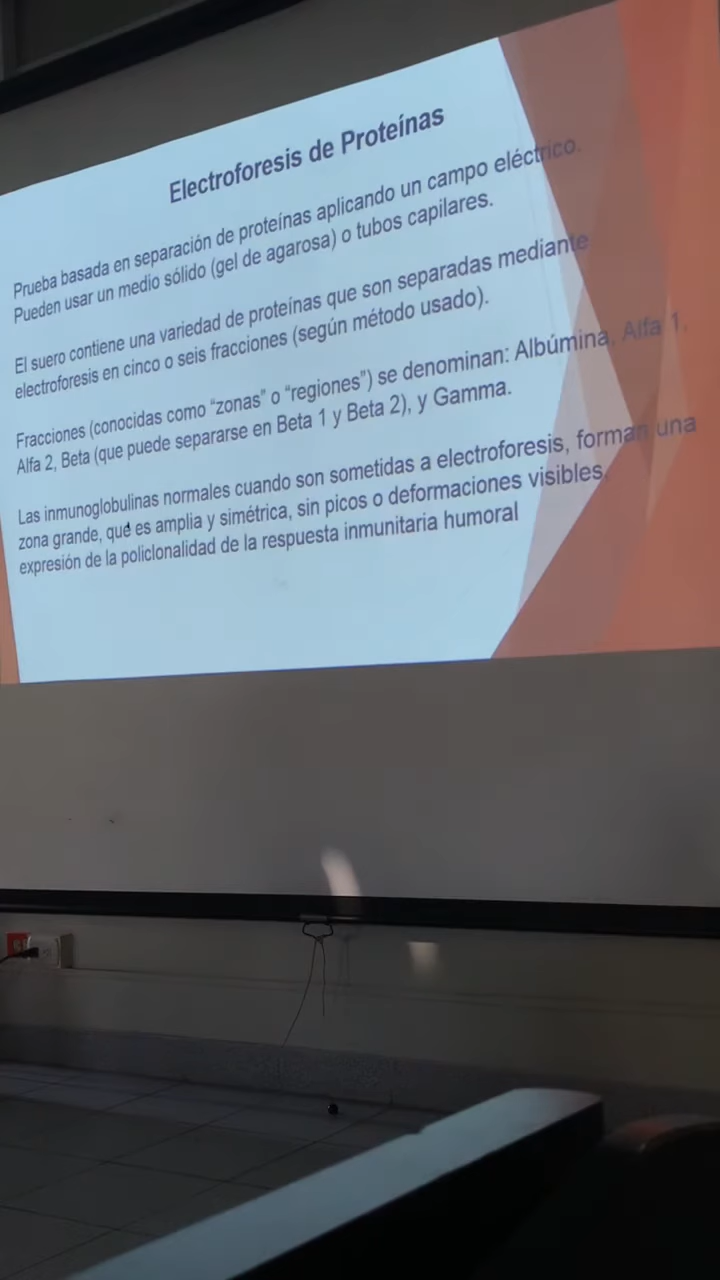 Electroforesis de Proteínas
Prueba basada en separación de proteínas aplicando un campo eléctrico.
Pueden usar un medio sólido (gel de agarosa) o tubos capilares.
El suero contiene una variedad de proteínas que son separadas mediante
electroforesis en cinco o seis fracciones (según método usado).
Fracciones (conocidas como “zonas” o “regiones”) se denominan: Albúmina, Alfa 1,
Alfa 2, Beta (que puede separarse en Beta 1 y Beta 2), y Gamma.
Las inmunoglobulinas normales cuando son sometidas a electroforesis, forman una
zona grande, que es amplia y simétrica, sin picos o deformaciones visibles,
expresión de la policlonalidad de la respuesta inmunitaria humoral